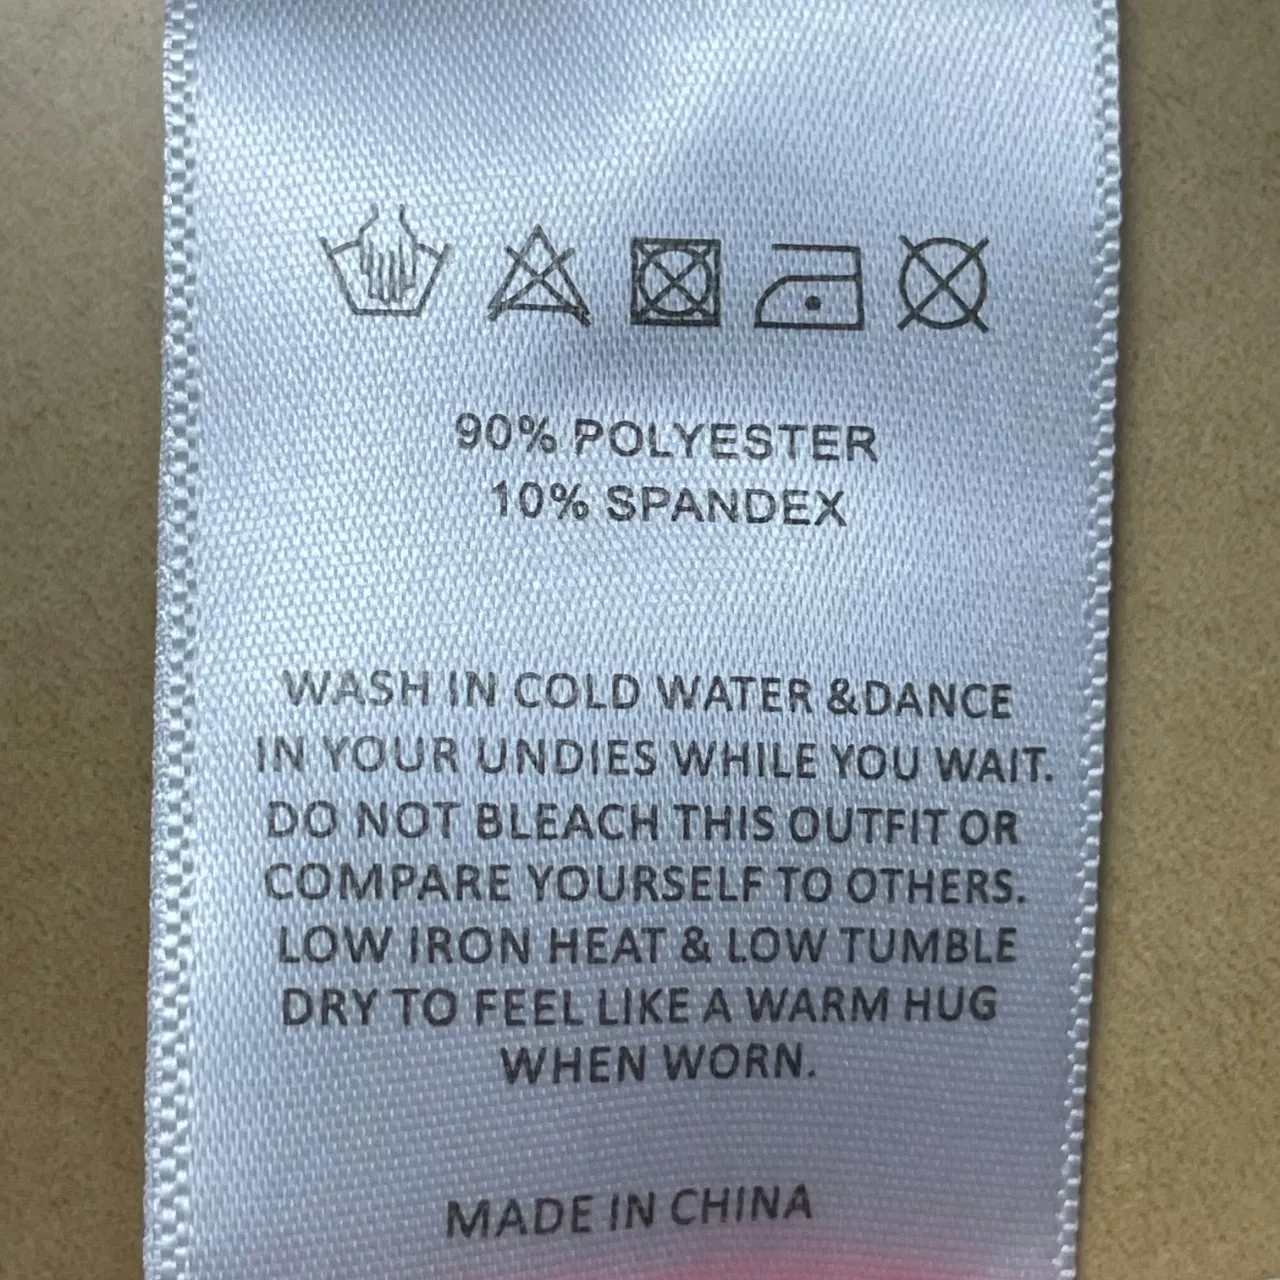 90% POLYESTER
10% SPANDEX
WASH IN COLD WATER &DANCE
IN YOUR UNDIES WHILE YOU WAIT.
DO NOT BLEACH THIS OUTFIT OR
COMPARE YOURSELF TO OTHERS.
LOW IRON HEAT & LOW TUMBLE
DRY TO FEEL LIKE A WARM HUG
WHEN WORN.
MADE IN CHINA